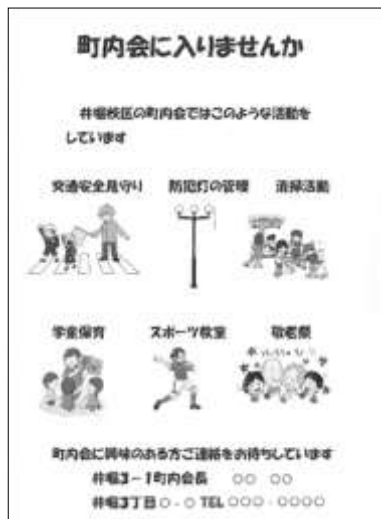 町内会に入りませんか
井堀校区の町内会ではこのような活動を
しています
交通安全見守り 防犯灯の管理 清掃活動
学童保育 スポーツ教室 敬老祭
町内会に興味のある方ご連絡をお待ちしています
井堀3-1町内会長 ○○ ○○
井堀3丁目○-○ TEL ○○○-○○○○